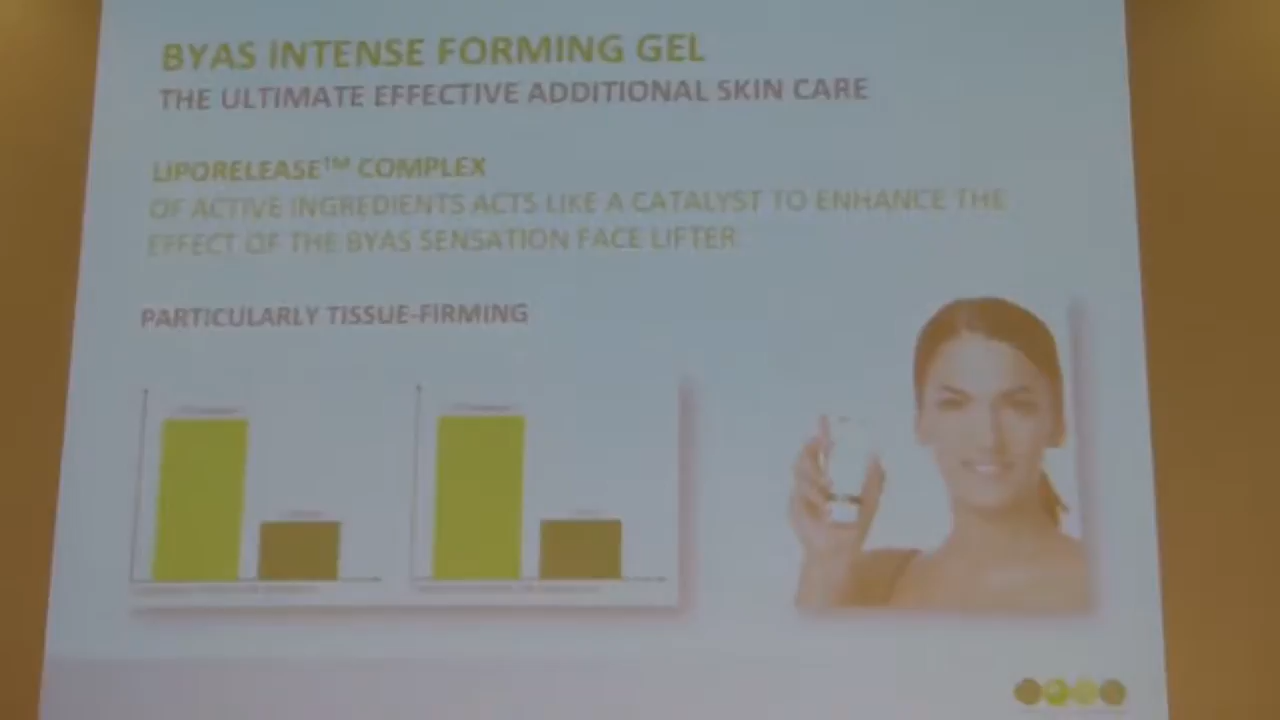 BYAS INTENSE FORMING GEL
THE ULTIMATE EFFECTIVE ADDITIONAL SKIN CARE
LIPORELEASE™ COMPLEX
OF ACTIVE INGREDIENTS ACTS LIKE A CATALYST TO ENHANCE THE
EFFECT OF THE BYAS SENSATION FACE LIFTER
PARTICULARLY TISSUE-FIRMING